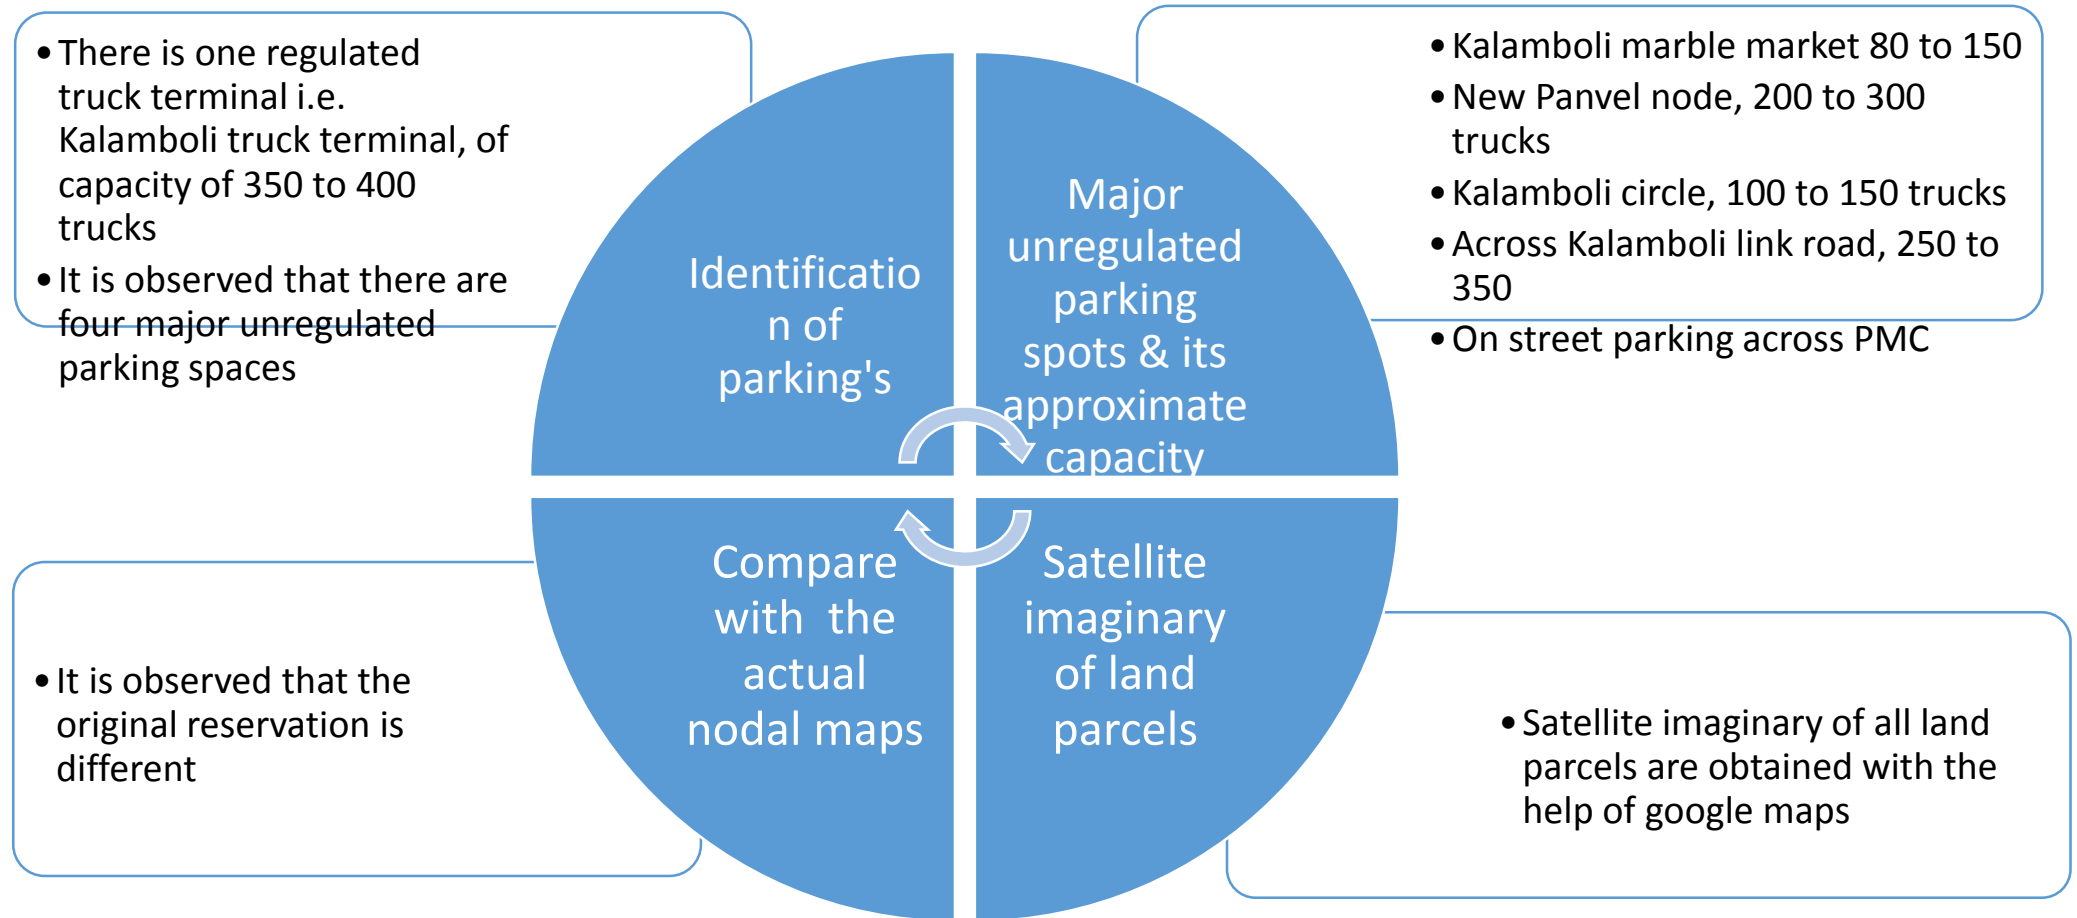 •There is one regulated
truck terminal i.e.
Kalamboli truck terminal, of
capacity of 350 to 400
trucks
•It is observed that there are
four major unregulated
parking spaces
•Kalamboli marble market 80 to 150
•New Panvel node, 200 to 300
trucks
•Kalamboli circle, 100 to 150 trucks
•Across Kalamboli link road, 250 to
350
•On street parking across PMC
Identificatio
n of
parking's
Major
unregulated
parking
spots & its
approximate
capacity
Compare
with  the
actual
nodal maps
Satellite
imaginary
of land
parcels
•It is observed that the
original reservation is
different
•Satellite imaginary of all land
parcels are obtained with the
help of google maps